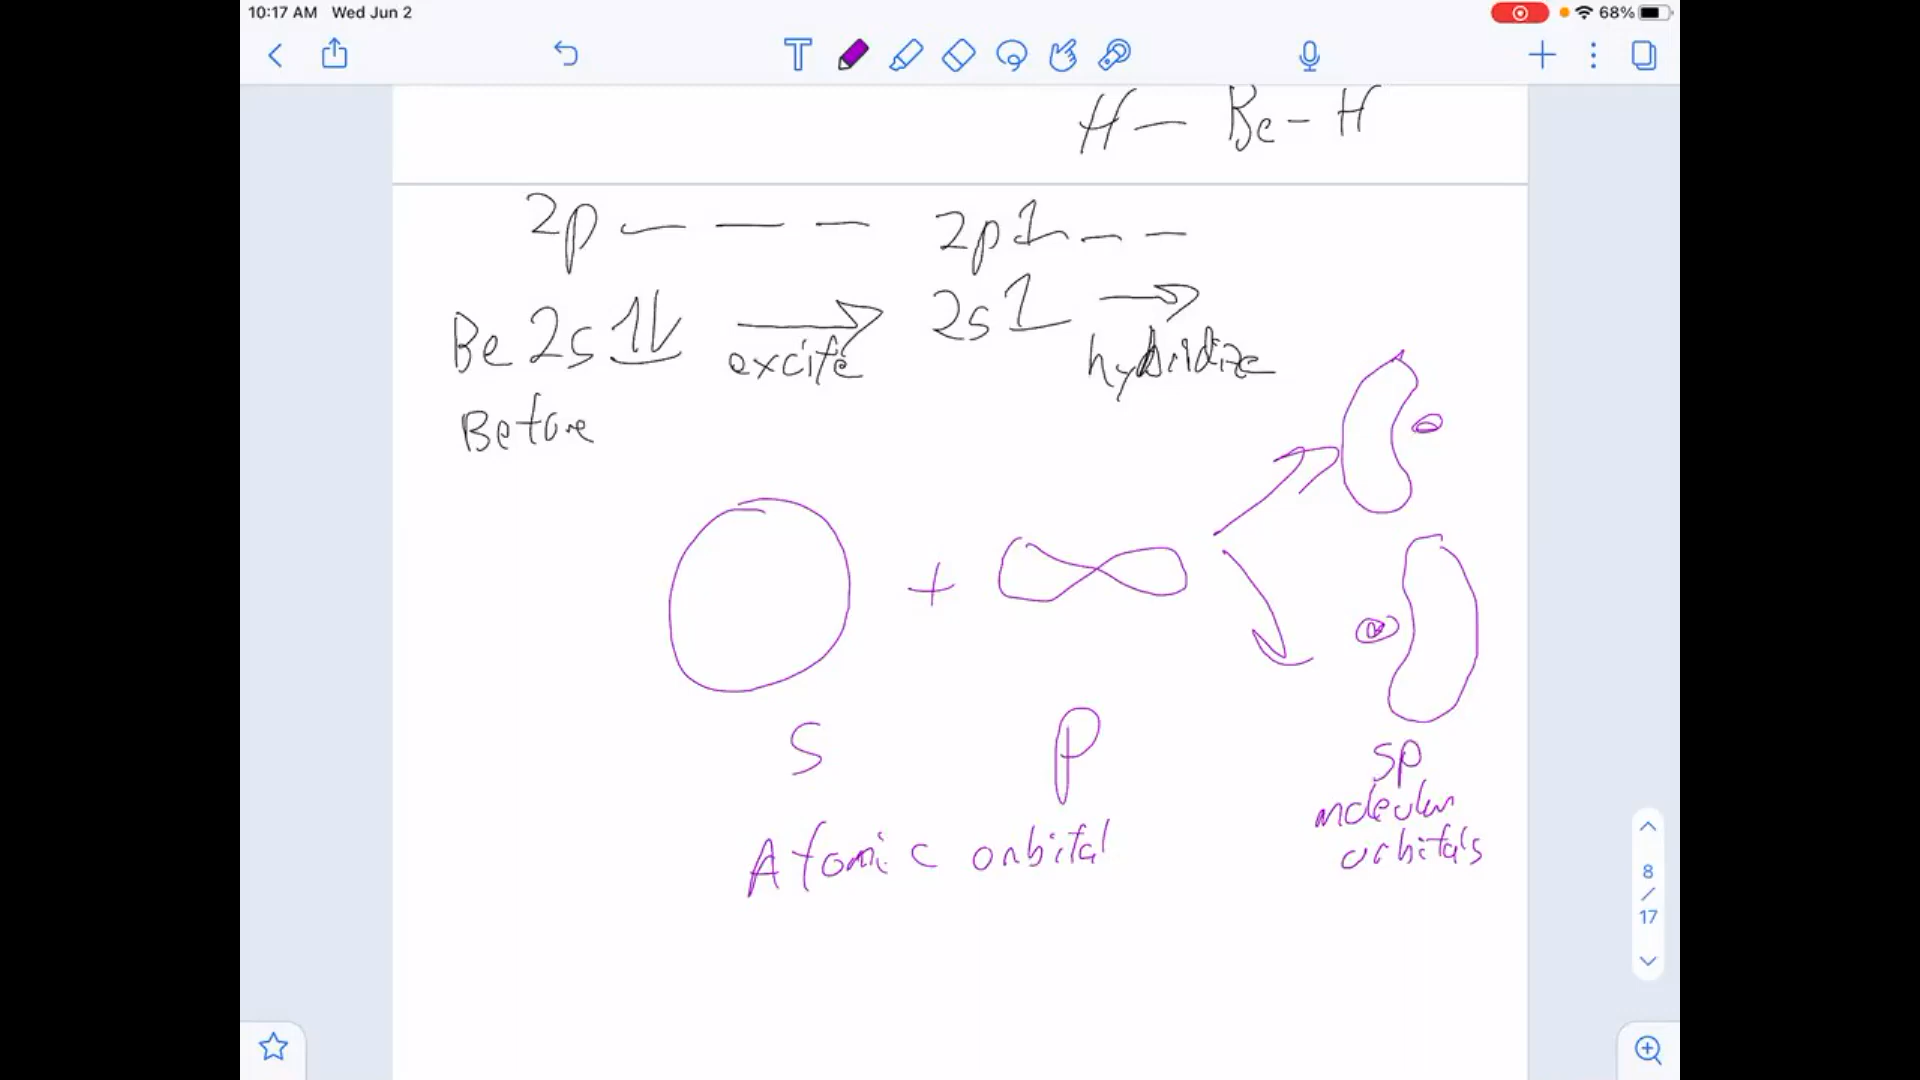 10:17 AM Wed Jun 2
68%
T
H — Be - H
2p _ _ _ 2p 1 _ _
Be 2s 1l → 2s 1 →
excite hybridize
Before
+
s p sp
molecular
orbitals
Atomic orbital
8
/
17